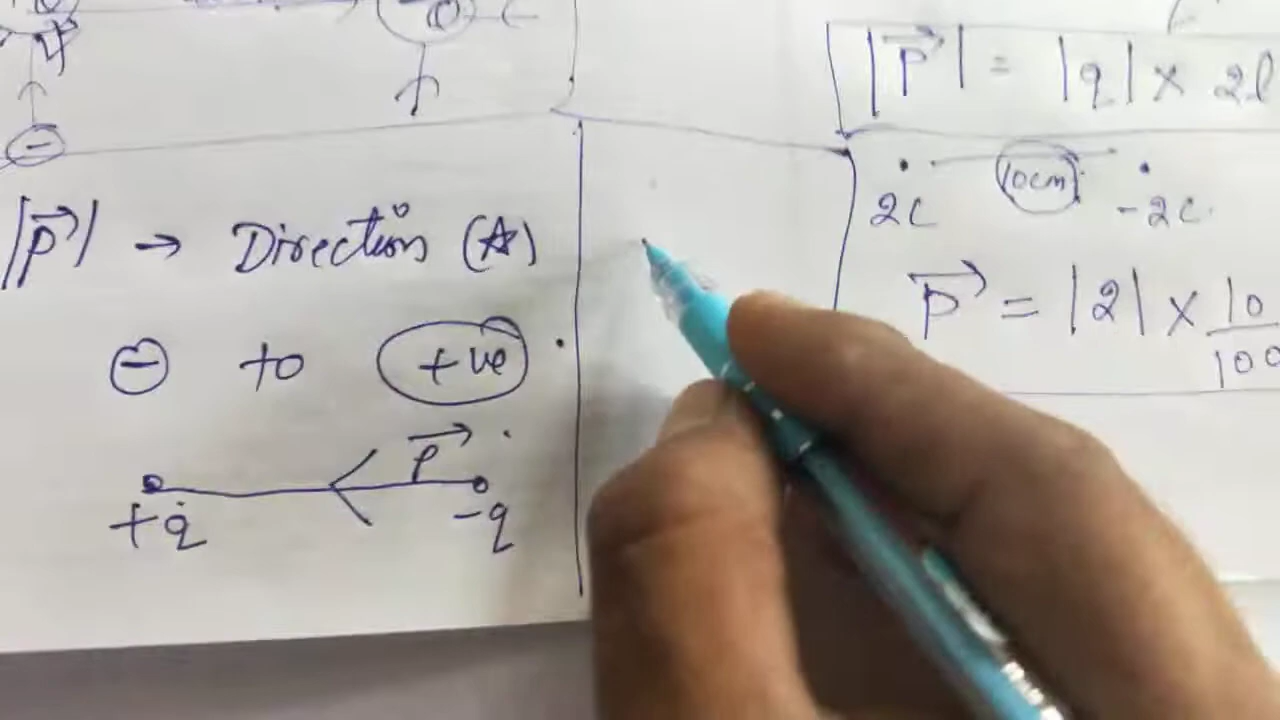 |P⃗| = |q| × 2l
2C 10cm -2C
P⃗ = |2| × 10/100
|P⃗| → Direction (☆)
⊖ to +ve
P⃗
+q -q